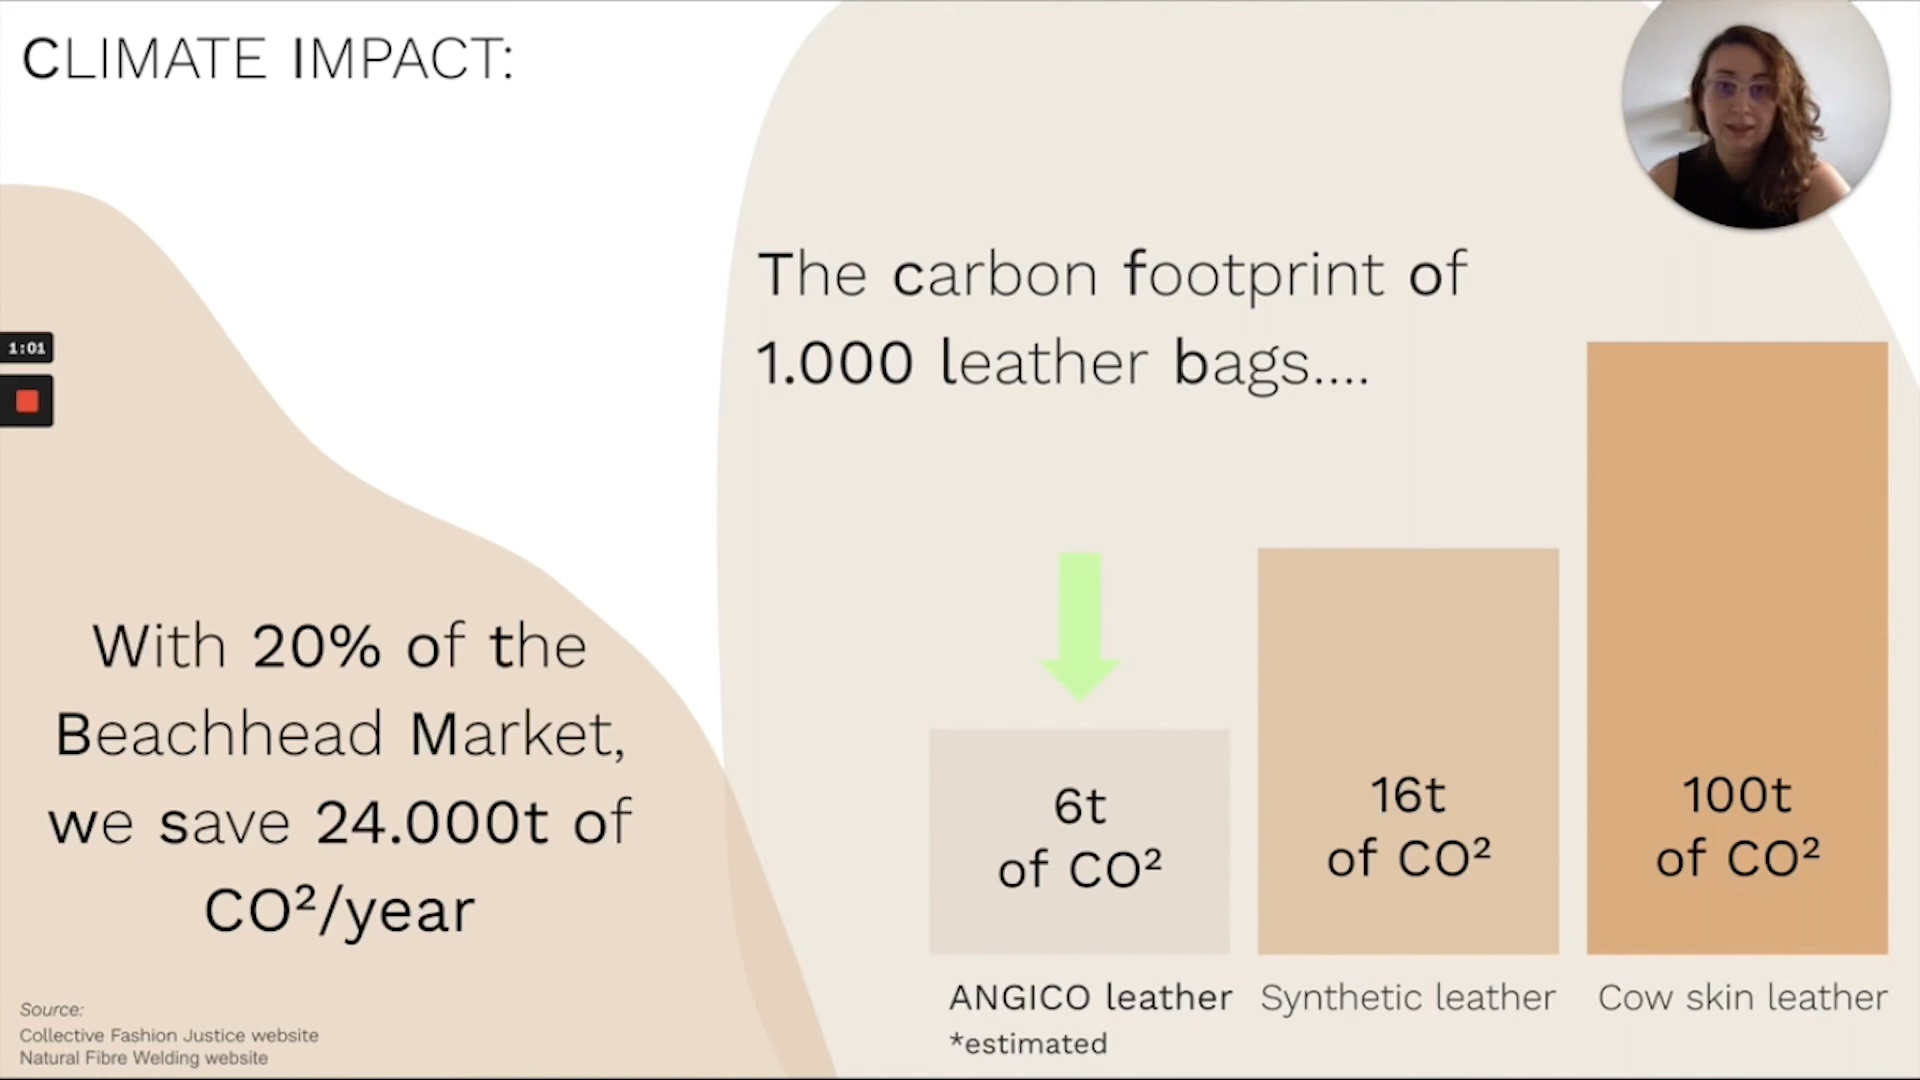 CLIMATE IMPACT:
The carbon footprint of
1.000 leather bags....
1:01
With 20% of the
Beachhead Market,
we save 24.000t of
CO²/year
6t
of CO²
16t
of CO²
100t
of CO²
ANGICO leather
*estimated
Synthetic leather
Cow skin leather
Source:
Collective Fashion Justice website
Natural Fibre Welding website